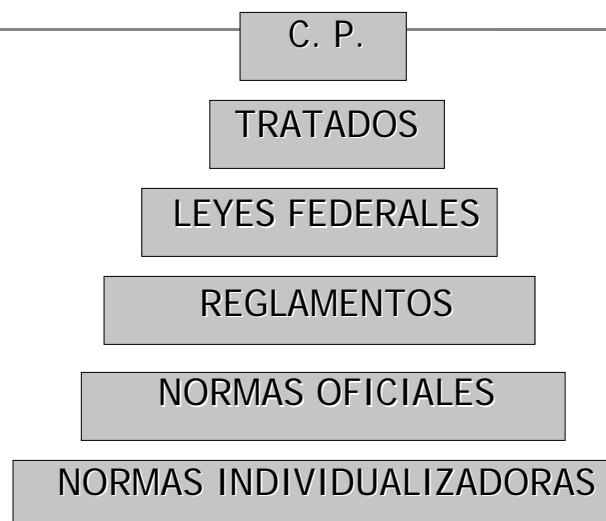 C. P.
TRATADOS
LEYES FEDERALES
REGLAMENTOS
NORMAS OFICIALES
NORMAS INDIVIDUALIZADORAS